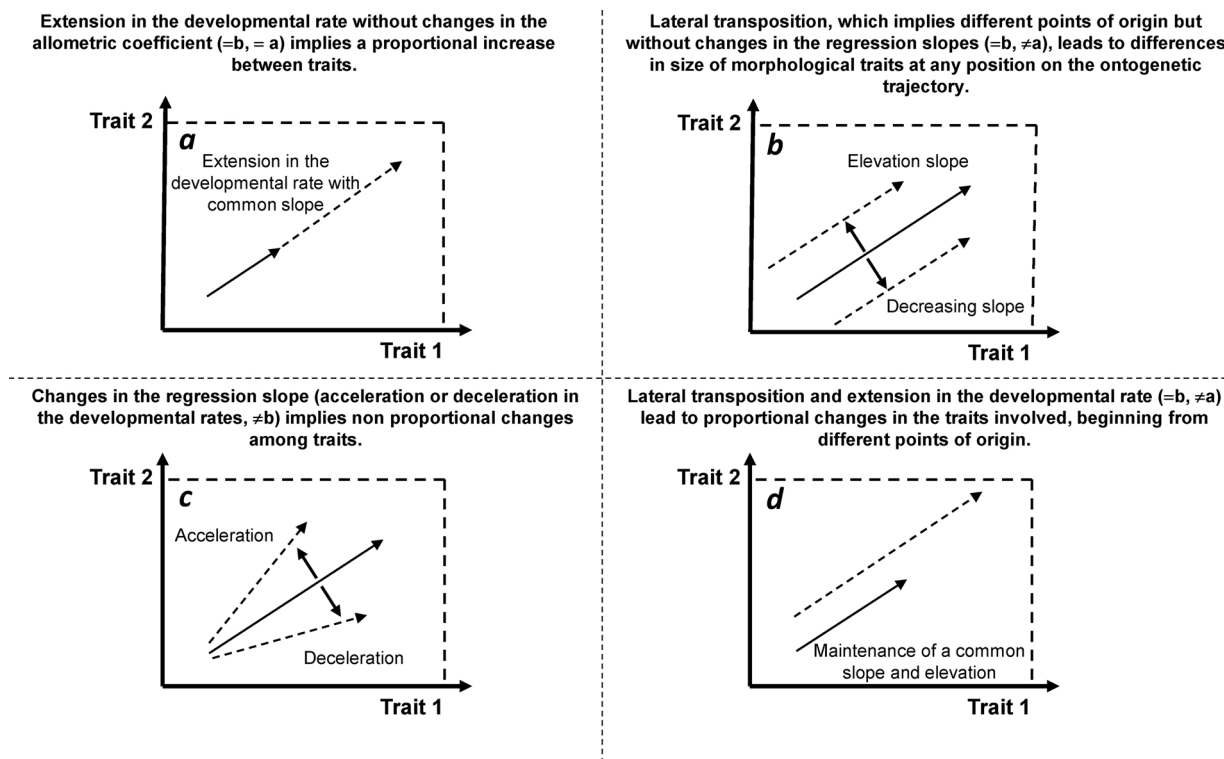 Extension in the developmental rate without changes in the
allometric coefficient (=b, = a) implies a proportional increase
between traits.
Trait 2
a
Extension in the
developmental rate with
common slope
Trait 1
Lateral transposition, which implies different points of origin but
without changes in the regression slopes (=b, ≠a), leads to differences
in size of morphological traits at any position on the ontogenetic
trajectory.
Trait 2
b
Elevation slope
Decreasing slope
Trait 1
Changes in the regression slope (acceleration or deceleration in
the developmental rates, ≠b) implies non proportional changes
among traits.
Trait 2
c
Acceleration
Deceleration
Trait 1
Lateral transposition and extension in the developmental rate (=b, ≠a)
lead to proportional changes in the traits involved, beginning from
different points of origin.
Trait 2
d
Maintenance of a common
slope and elevation
Trait 1